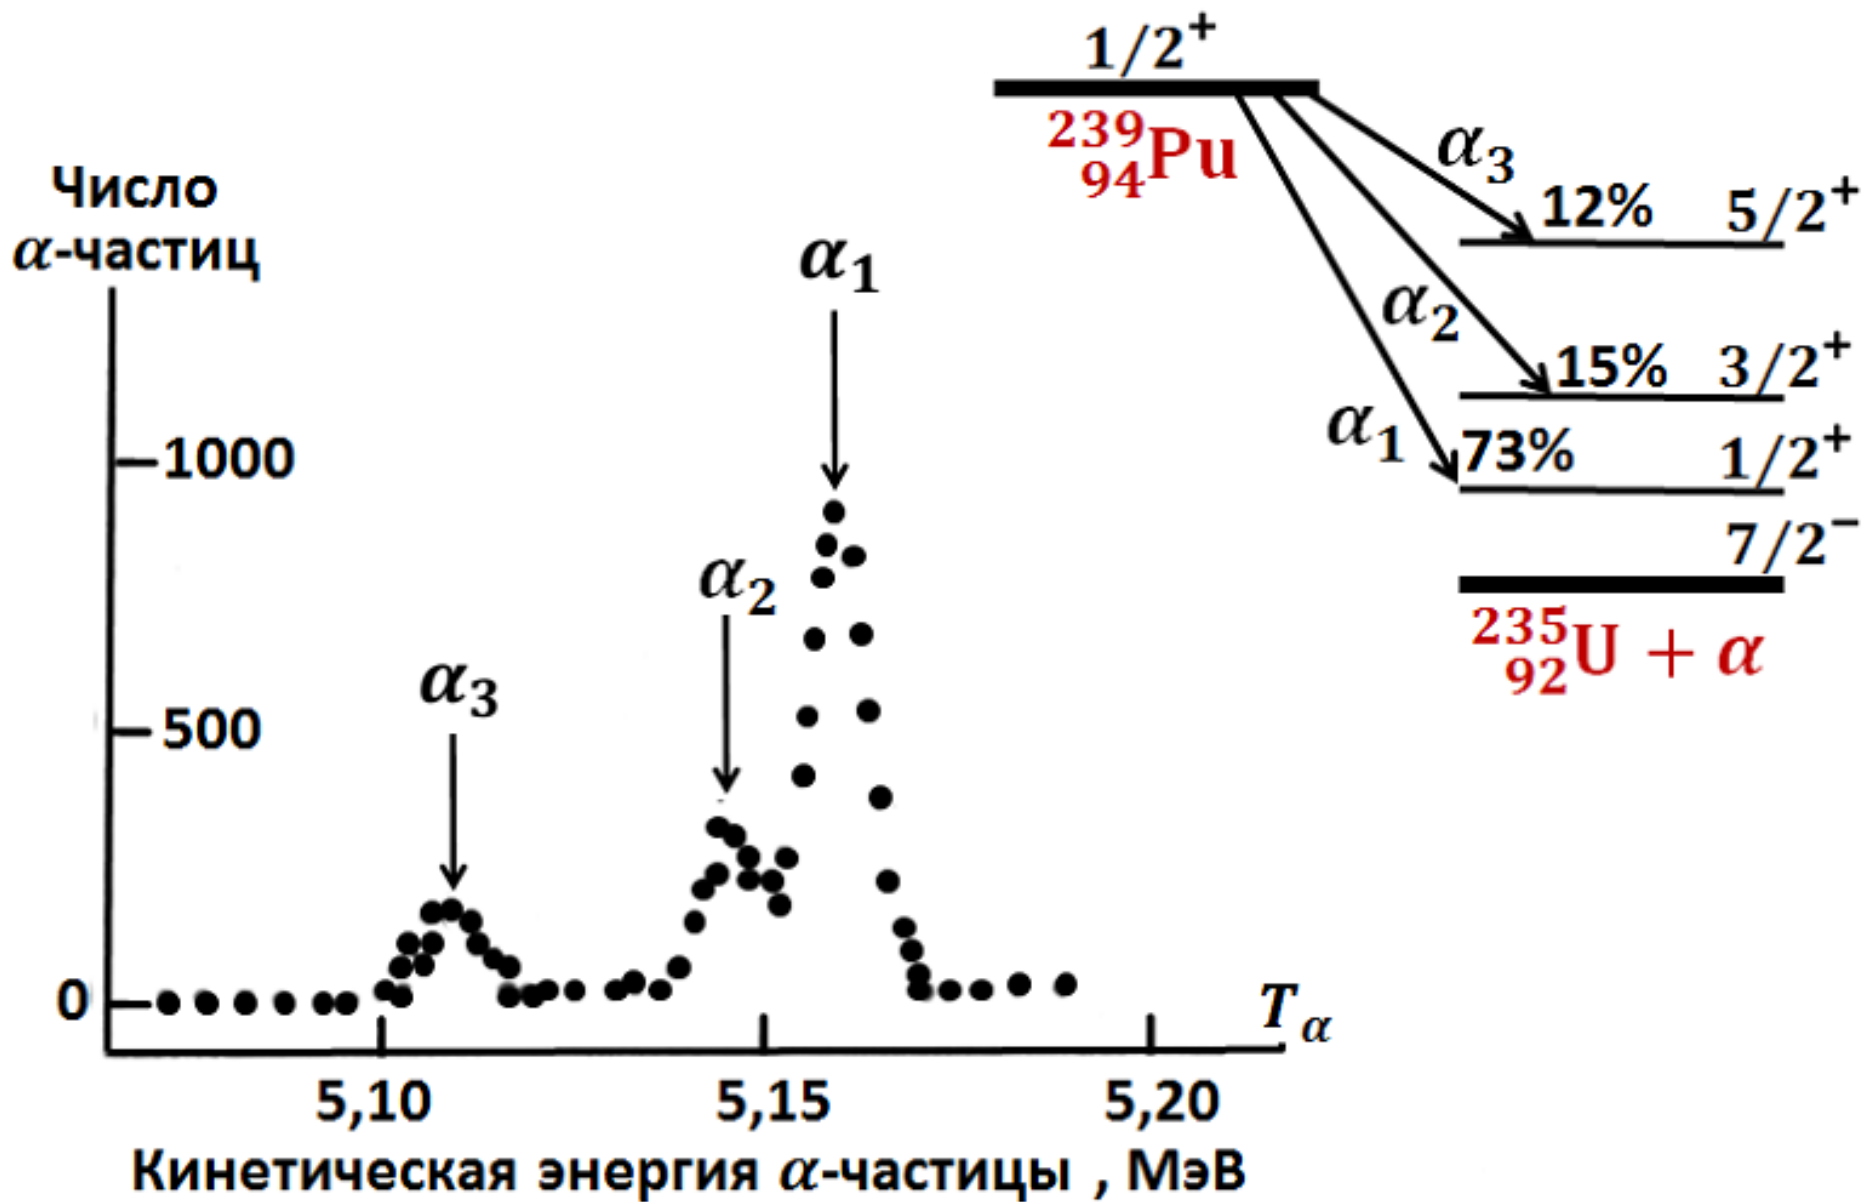 Число
α-частиц
1000
500
0
α₃
α₂
α₁
5,10
5,15
5,20
Tα
Кинетическая энергия α-частицы , МэВ
1/2⁺
²³⁹₉₄Pu
α₃
α₂
α₁
12% 5/2⁺
15% 3/2⁺
73% 1/2⁺
7/2⁻
²³⁵₉₂U + α